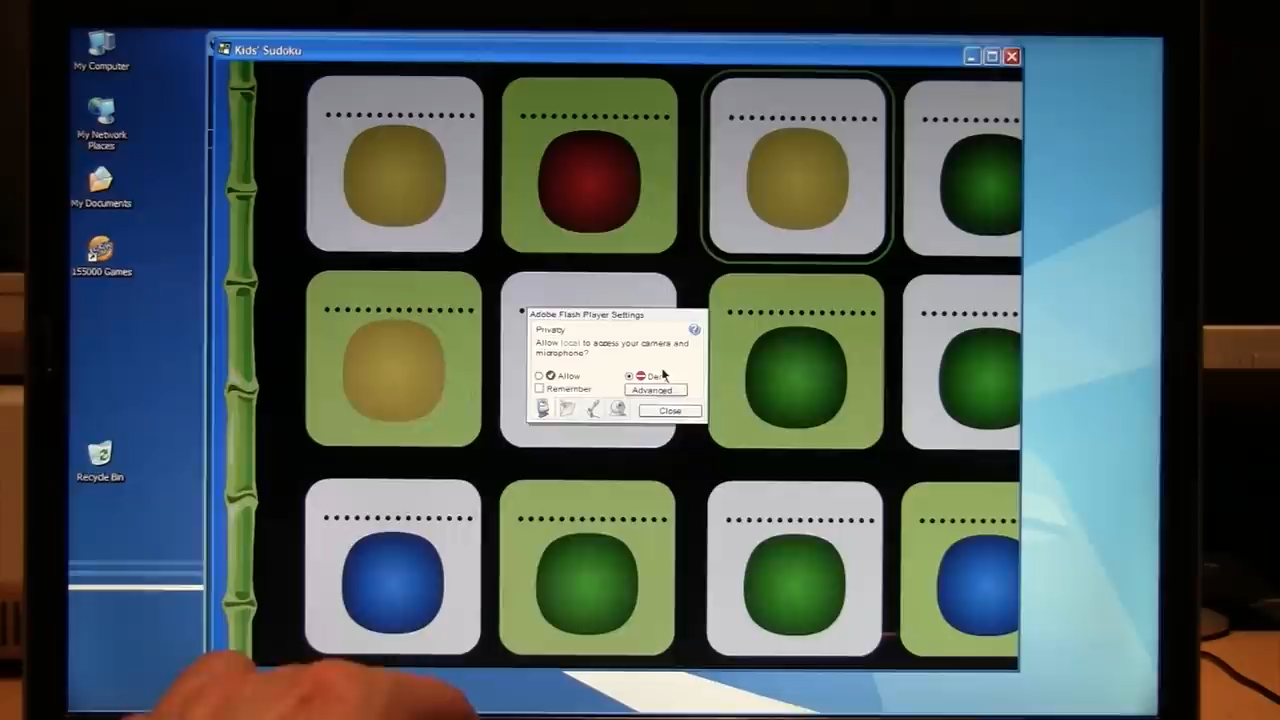 My Computer
My Network
Places
My Documents
155000 Games
Recycle Bin
Kids' Sudoku
Adobe Flash Player Settings
Privacy
?
Allow local to access your camera and
microphone?
Allow
Remember
Advanced...
Close